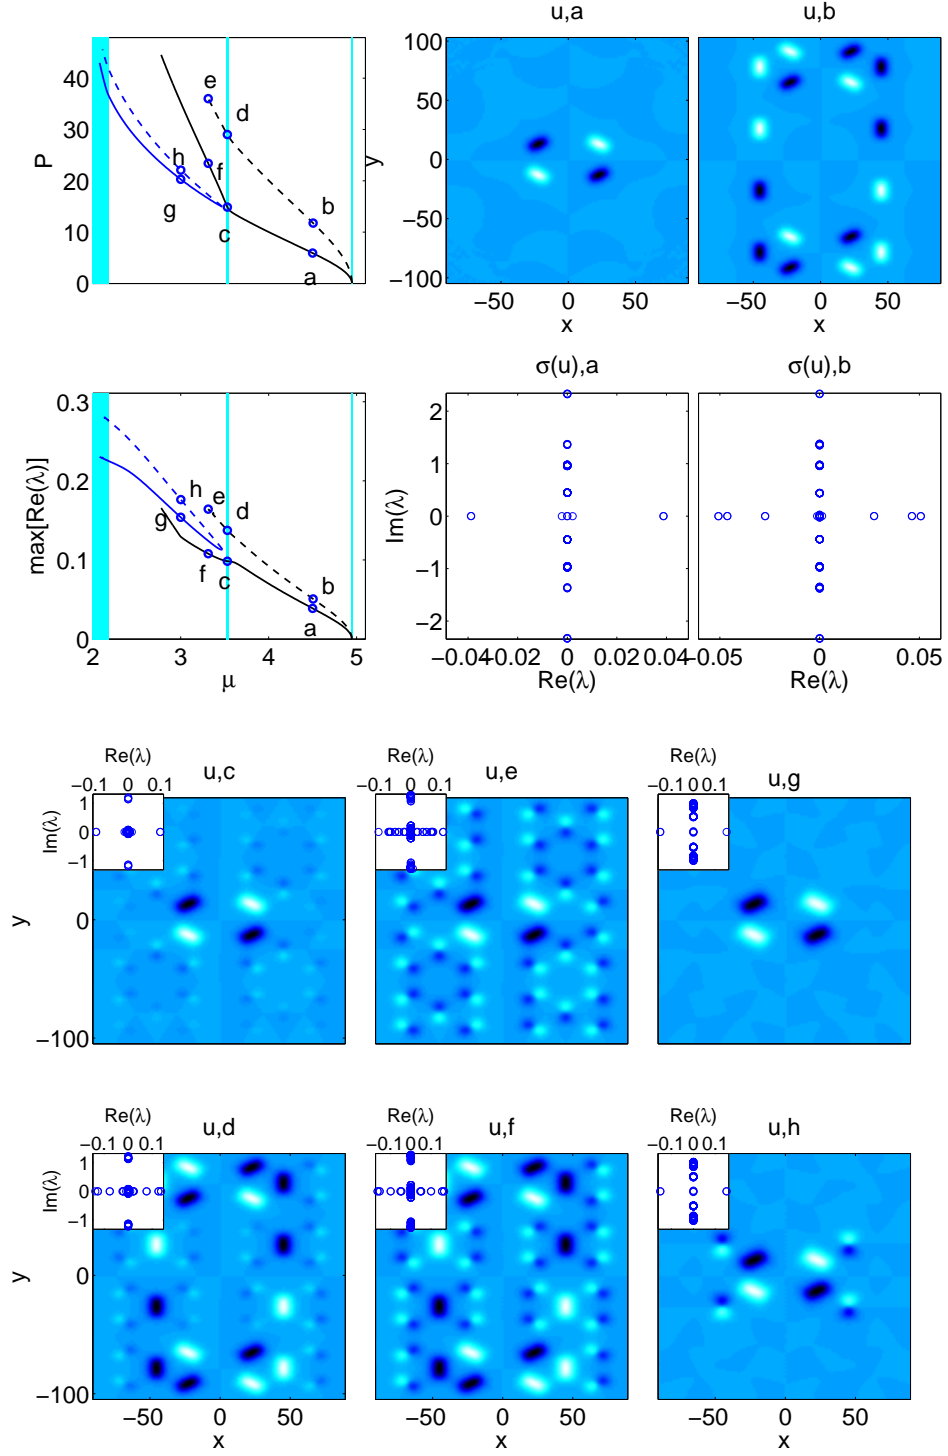 u,a
u,b
P
40
30
20
10
0
e
d
h
f
g
c
b
a
y
100
50
0
−50
−100
−50
0
50
x
−50
0
50
x
σ(u),a
σ(u),b
max[Re(λ)]
0.3
0.2
0.1
0
h
e
d
g
f
c
b
a
2
3
4
5
μ
Im(λ)
2
1
0
−1
−2
−0.04
−0.02
0
0.02
0.04
Re(λ)
−0.05
0
0.05
Re(λ)
Re(λ)
−0.1 0 0.1
u,c
Im(λ)
1
0
−1
y
0
−100
Re(λ)
−0.1 0 0.1
u,e
Re(λ)
−0.1 0 0.1
u,g
Re(λ)
−0.1 0 0.1
u,d
Im(λ)
1
0
−1
y
0
−100
−50
0
50
x
Re(λ)
−0.1 0 0.1
u,f
−50
0
50
x
Re(λ)
−0.1 0 0.1
u,h
−50
0
50
x